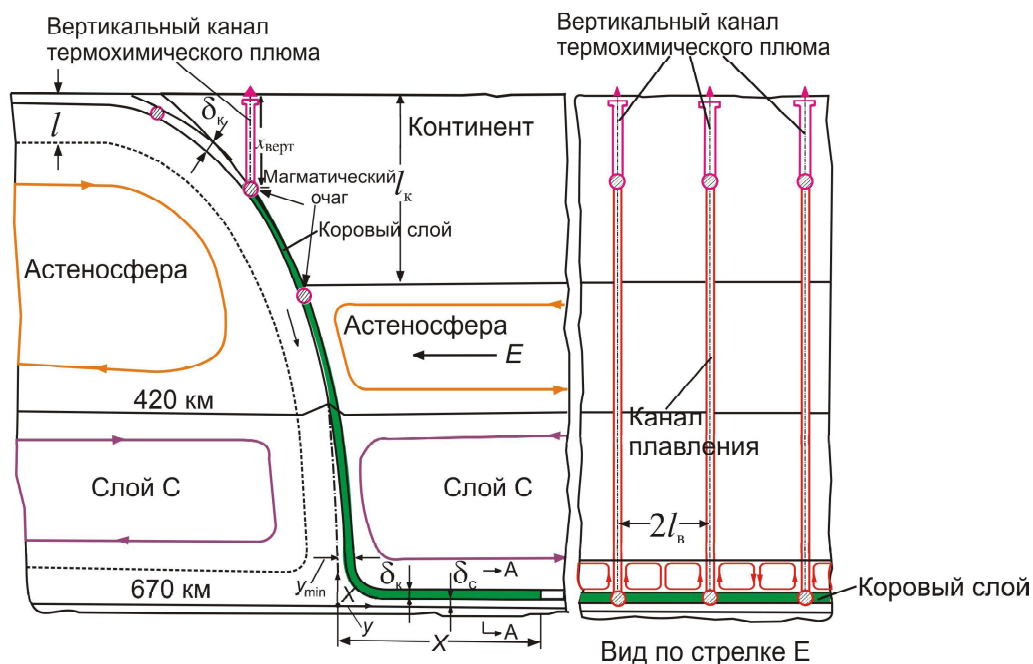 Вертикальный канал
термохимического плюма
Вертикальный канал
термохимического плюма
δк
l
xверт
Континент
Магматический
очаг
lк
Коровый слой
Астеносфера
Астеносфера
E
420 км
Канал
плавления
Слой C
Слой C
2lв
y
ymin
δк
δc
A
Коровый слой
670 км
X
y
X
A
Вид по стрелке E